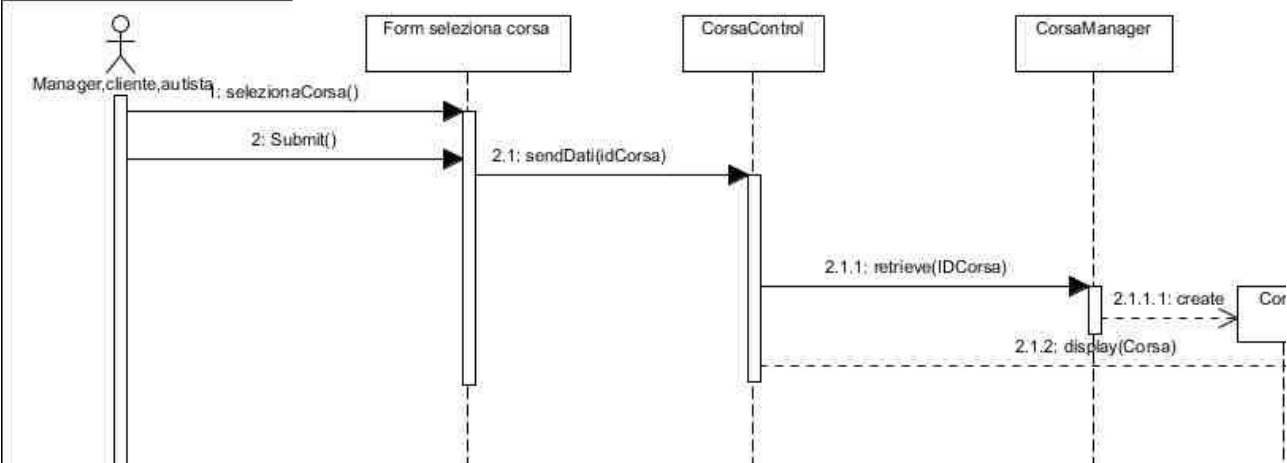 Form seleziona corsa
CorsaControl
CorsaManager
Manager,cliente,autista
1: selezionaCorsa()
2: Submit()
2.1: sendDati(idCorsa)
2.1.1: retrieve(IDCorsa)
2.1.1.1: create
Cor
2.1.2: display(Corsa)